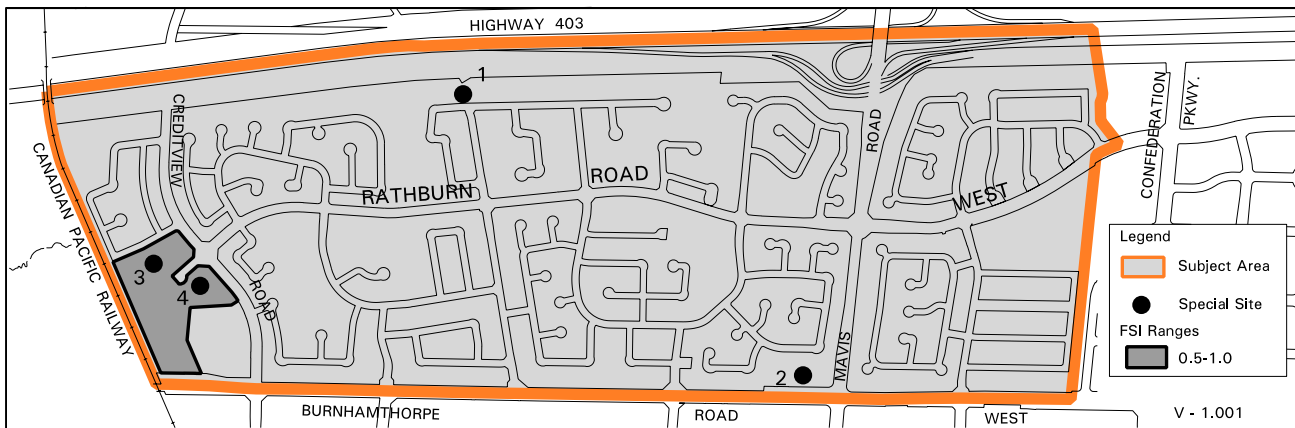 HIGHWAY 403
1
CREDITVIEW
ROAD
CONFEDERATION
PKWY.
ROAD
RATHBURN
WEST
CANADIAN PACIFIC RAILWAY
3
4
ROAD
Legend
Subject Area
Special Site
FSI Ranges
0.5-1.0
MAVIS
2
BURNHAMTHORPE
ROAD
WEST
V - 1.001